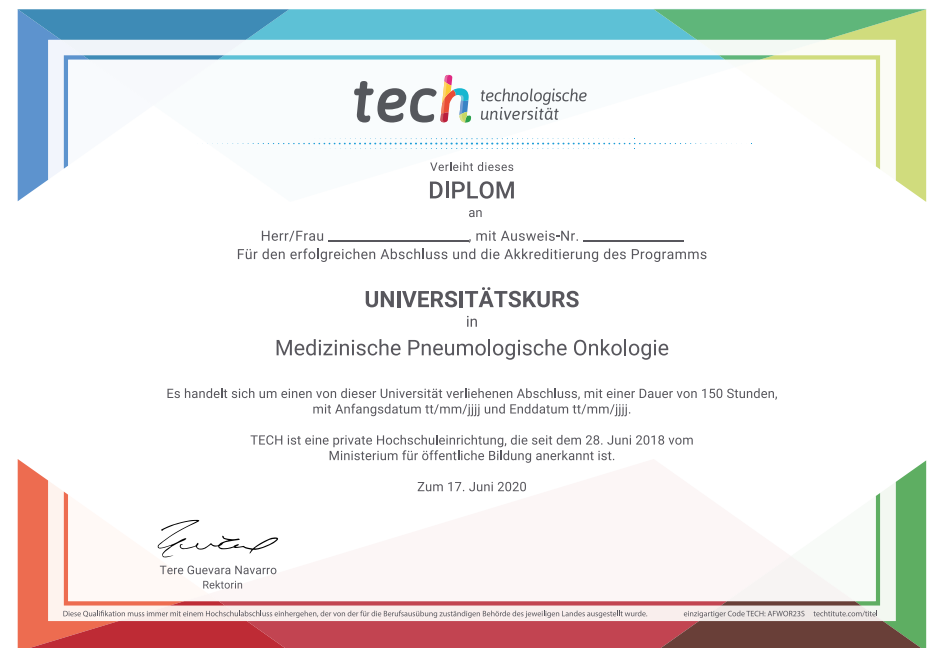 tech technologische
universität
Verleiht dieses
DIPLOM
an
Herr/Frau ____________________, mit Ausweis-Nr. ______________
Für den erfolgreichen Abschluss und die Akkreditierung des Programms
UNIVERSITÄTSKURS
in
Medizinische Pneumologische Onkologie
Es handelt sich um einen von dieser Universität verliehenen Abschluss, mit einer Dauer von 150 Stunden,
mit Anfangsdatum tt/mm/jjjj und Enddatum tt/mm/jjjj.
TECH ist eine private Hochschuleinrichtung, die seit dem 28. Juni 2018 vom
Ministerium für öffentliche Bildung anerkannt ist.
Zum 17. Juni 2020
Tere Guevara Navarro
Rektorin
Diese Qualifikation muss immer mit einem Hochschulabschluss einhergehen, der von der für die Berufsausübung zuständigen Behörde des jeweiligen Landes ausgestellt wurde. einzigartiger Code TECH: AFWOR23S techtitute.com/titel